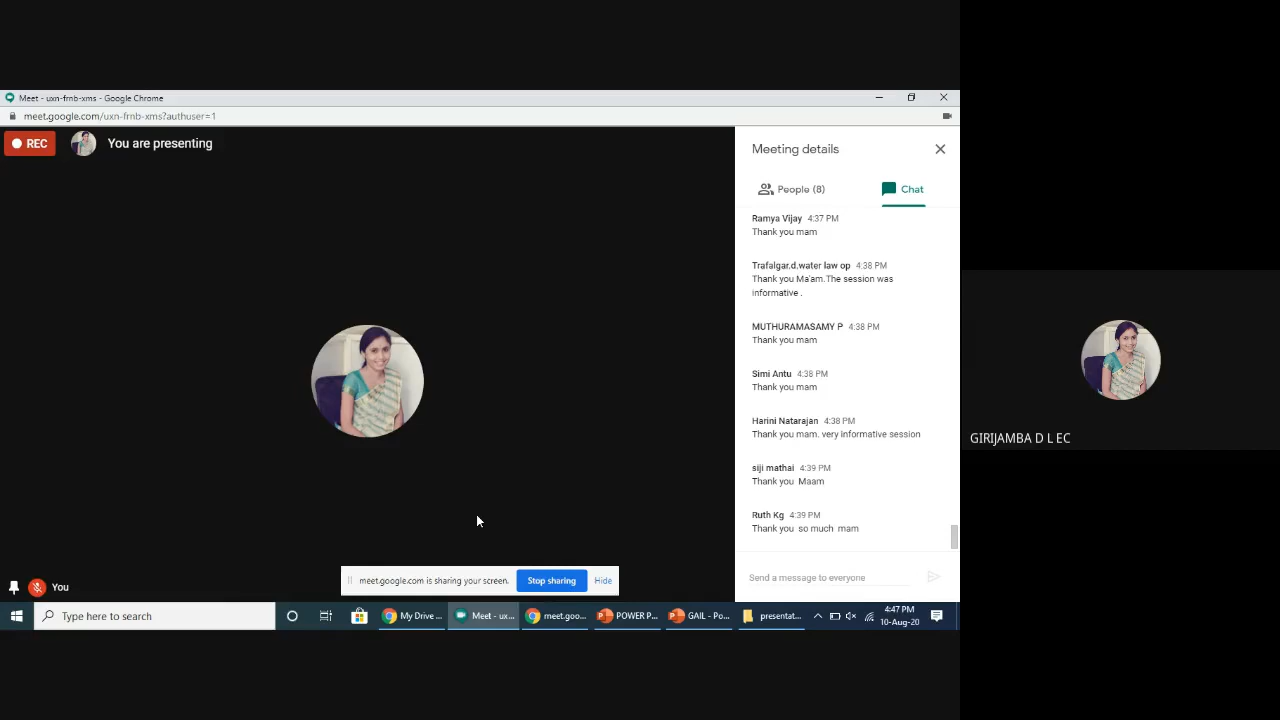 Meet - uxn-frnb-xms - Google Chrome
meet.google.com/uxn-frnb-xms?authuser=1
REC
You are presenting
Meeting details
People (8)
Chat
Ramya Vijay 4:37 PM
Thank you mam
Trafalgar.d.water law op 4:38 PM
Thank you Ma'am.The session was
informative .
MUTHURAMASAMY P 4:38 PM
Thank you mam
Simi Antu 4:38 PM
Thank you mam
Harini Natarajan 4:38 PM
Thank you mam. very informative session
siji mathai 4:39 PM
Thank you Maam
Ruth Kg 4:39 PM
Thank you so much mam
Send a message to everyone
You
meet.google.com is sharing your screen.
Stop sharing
Hide
Type here to search
My Drive ...
Meet - ux...
meet.goo...
POWER P...
GAIL - Po...
presentat...
4:47 PM
10-Aug-20
GIRIJAMBA D L EC